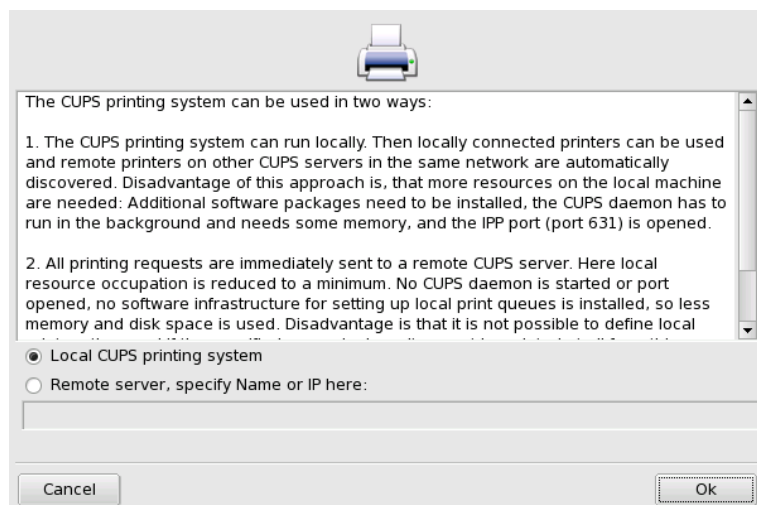 The CUPS printing system can be used in two ways:
1. The CUPS printing system can run locally. Then locally connected printers can be used
and remote printers on other CUPS servers in the same network are automatically
discovered. Disadvantage of this approach is, that more resources on the local machine
are needed: Additional software packages need to be installed, the CUPS daemon has to
run in the background and needs some memory, and the IPP port (port 631) is opened.
2. All printing requests are immediately sent to a remote CUPS server. Here local
resource occupation is reduced to a minimum. No CUPS daemon is started or port
opened, no software infrastructure for setting up local print queues is installed, so less
memory and disk space is used. Disadvantage is that it is not possible to define local
Local CUPS printing system
Remote server, specify Name or IP here:
Cancel
Ok